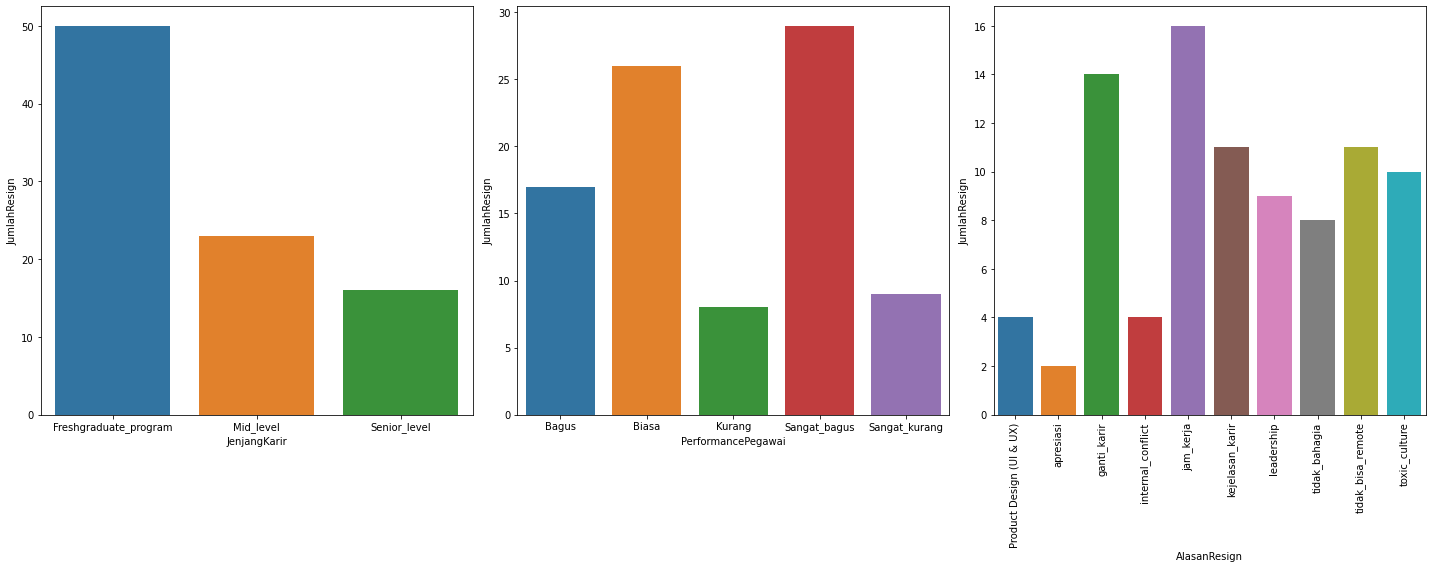 JumlahResign
50
40
30
20
10
0
Freshgraduate_program
Mid_level
Senior_level
JenjangKarir
JumlahResign
30
25
20
15
10
5
0
Bagus
Biasa
Kurang
Sangat_bagus
Sangat_kurang
PerformancePegawai
JumlahResign
16
14
12
10
8
6
4
2
0
Product Design (UI & UX)
apresiasi
ganti_karir
internal_conflict
jam_kerja
kejelasan_karir
leadership
tidak_bahagia
tidak_bisa_remote
toxic_culture
AlasanResign